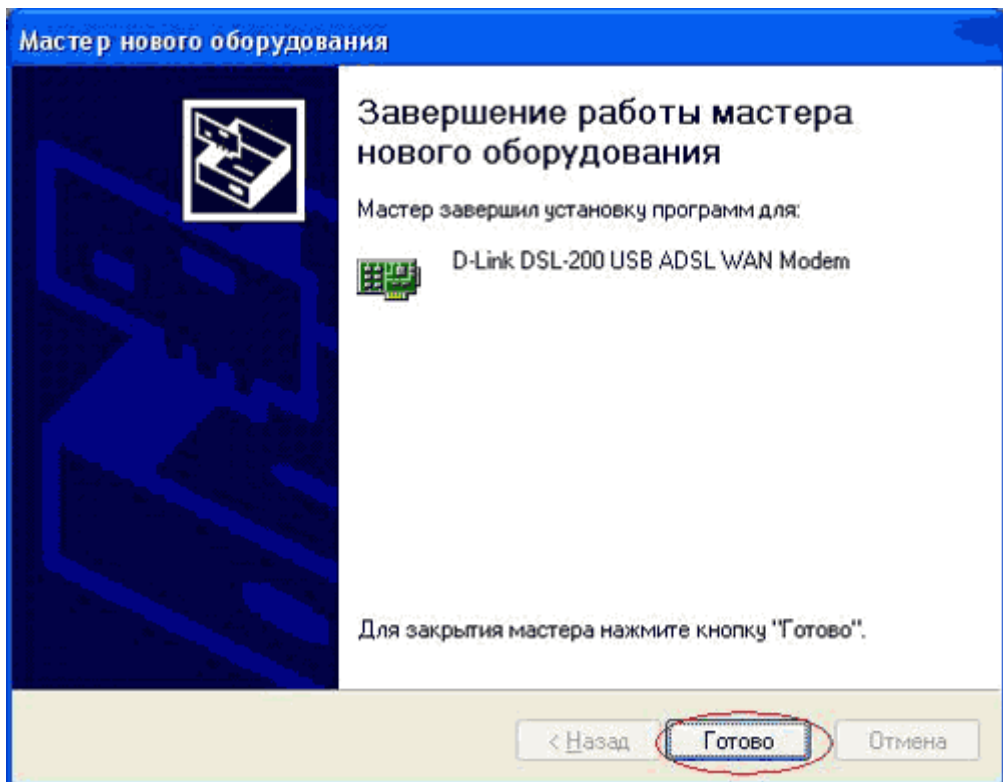 Мастер нового оборудования
Завершение работы мастера
нового оборудования
Мастер завершил установку программ для:
D-Link DSL-200 USB ADSL WAN Modem
Для закрытия мастера нажмите кнопку "Готово".
< Назад
Готово
Отмена